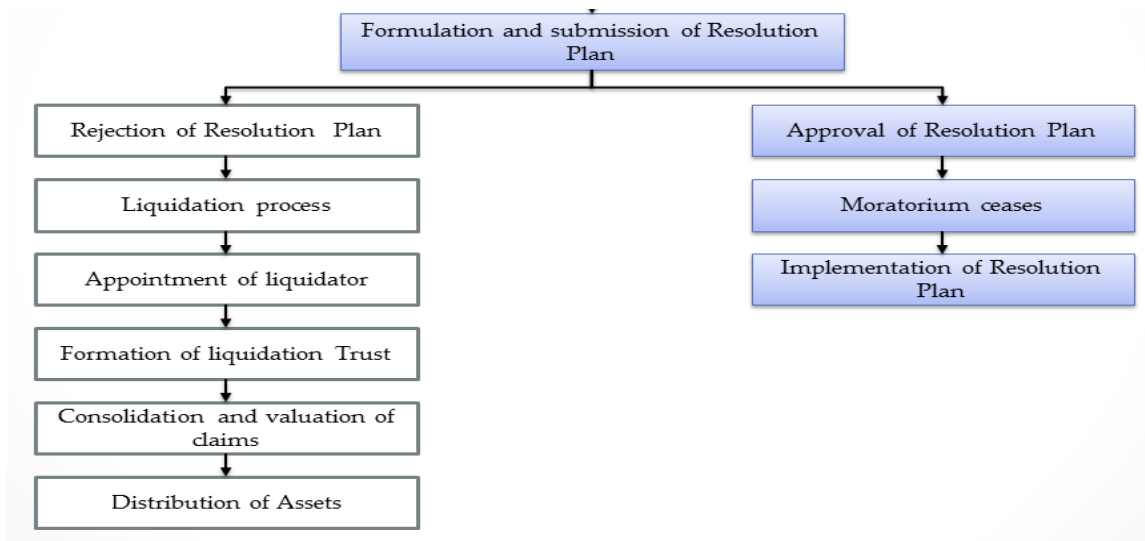 Formulation and submission of Resolution
Plan
Rejection of Resolution Plan
Liquidation process
Appointment of liquidator
Formation of liquidation Trust
Consolidation and valuation of
claims
Distribution of Assets
Approval of Resolution Plan
Moratorium ceases
Implementation of Resolution
Plan